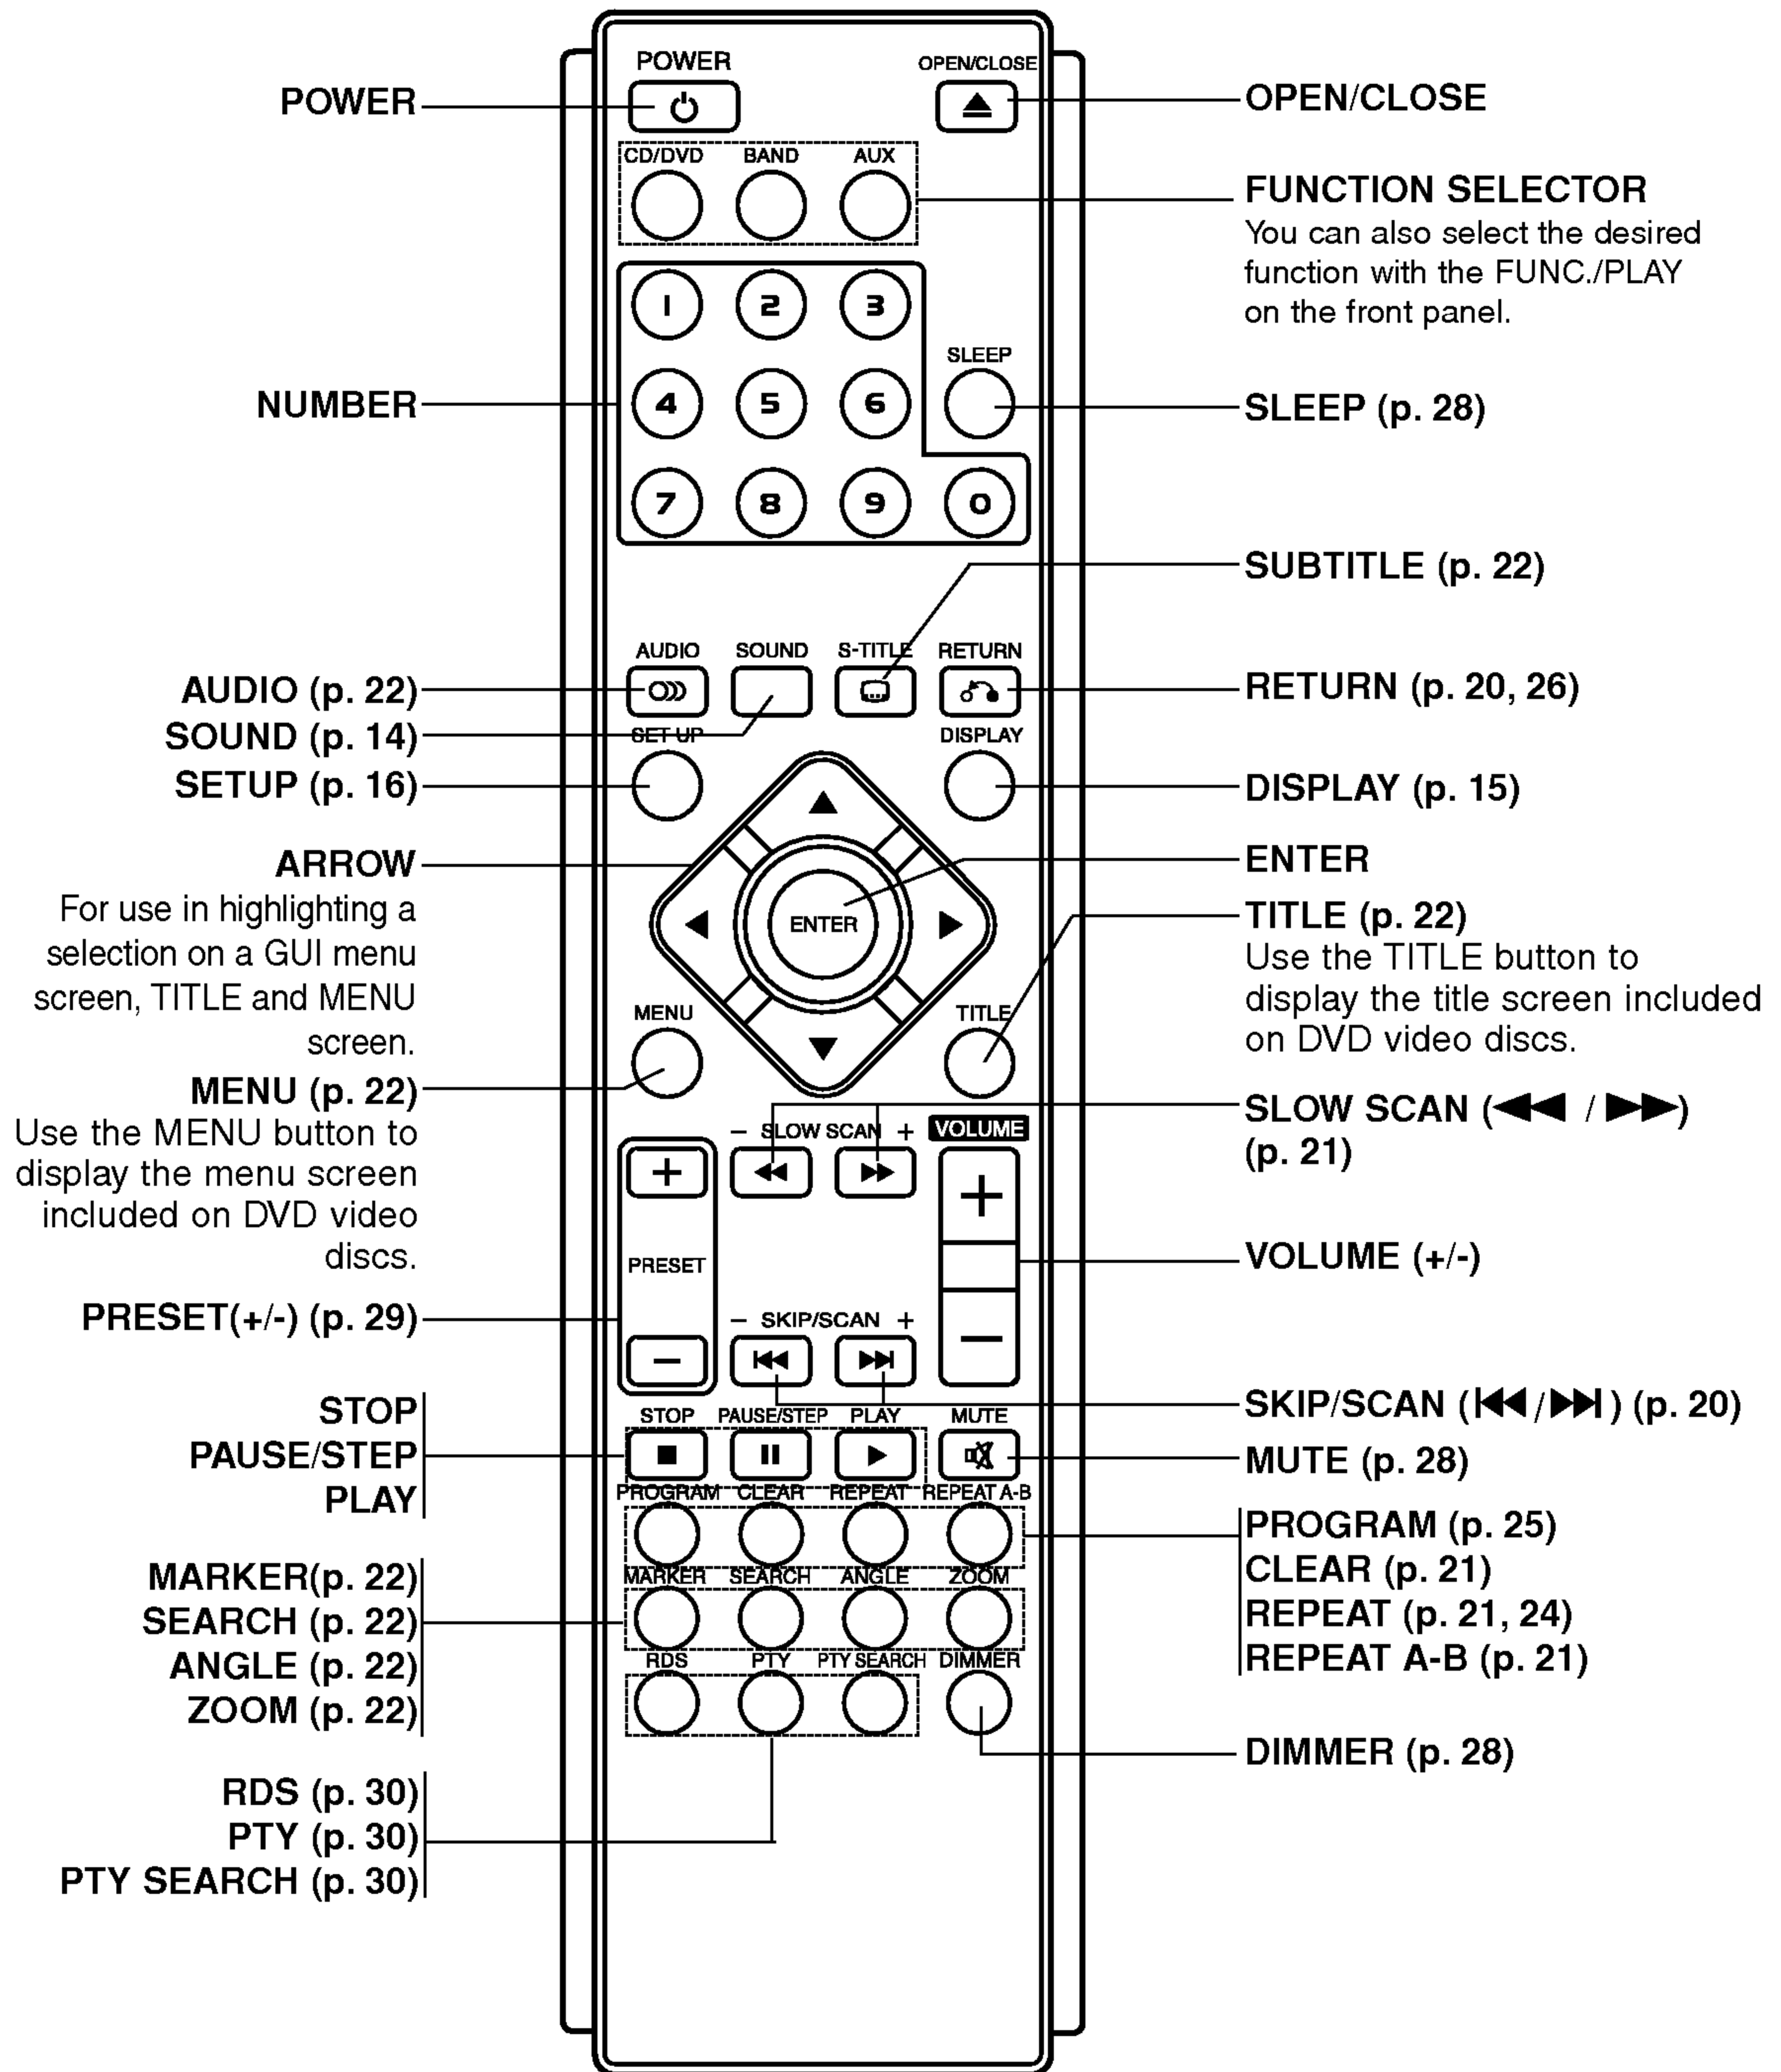 POWER
NUMBER
AUDIO (p. 22)
SOUND (p. 14)
SETUP (p. 16)
ARROW
For use in highlighting a
selection on a GUI menu
screen, TITLE and MENU
screen.
MENU (p. 22)
Use the MENU button to
display the menu screen
included on DVD video
discs.
PRESET(+/-) (p. 29)
STOP
PAUSE/STEP
PLAY
MARKER(p. 22)
SEARCH (p. 22)
ANGLE (p. 22)
ZOOM (p. 22)
RDS (p. 30)
PTY (p. 30)
PTY SEARCH (p. 30)
POWER OPEN/CLOSE
CD/DVD BAND AUX
1 2 3
SLEEP
4 5 6
7 8 9 0
AUDIO SOUND S-TITLE RETURN
SET UP DISPLAY
ENTER
MENU TITLE
– SLOW SCAN + VOLUME
+ ◀◀ ▶▶ +
PRESET
– SKIP/SCAN +
– |◀◀ ▶▶| –
STOP PAUSE/STEP PLAY MUTE
PROGRAM CLEAR REPEAT REPEAT A-B
MARKER SEARCH ANGLE ZOOM
RDS PTY PTY SEARCH DIMMER
OPEN/CLOSE
FUNCTION SELECTOR
You can also select the desired
function with the FUNC./PLAY
on the front panel.
SLEEP (p. 28)
SUBTITLE (p. 22)
RETURN (p. 20, 26)
DISPLAY (p. 15)
ENTER
TITLE (p. 22)
Use the TITLE button to
display the title screen included
on DVD video discs.
SLOW SCAN (◀◀ / ▶▶)
(p. 21)
VOLUME (+/-)
SKIP/SCAN (|◀◀/▶▶|) (p. 20)
MUTE (p. 28)
PROGRAM (p. 25)
CLEAR (p. 21)
REPEAT (p. 21, 24)
REPEAT A-B (p. 21)
DIMMER (p. 28)